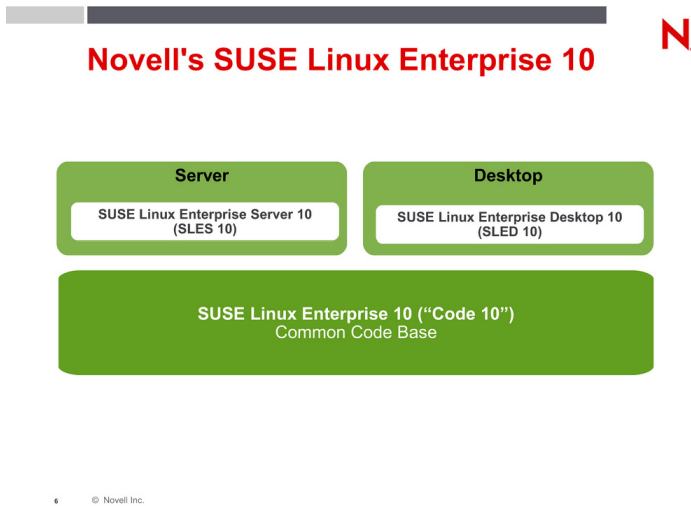 N
Novell's SUSE Linux Enterprise 10
Server
SUSE Linux Enterprise Server 10
(SLES 10)
Desktop
SUSE Linux Enterprise Desktop 10
(SLED 10)
SUSE Linux Enterprise 10 (“Code 10”)
Common Code Base
6 © Novell Inc.